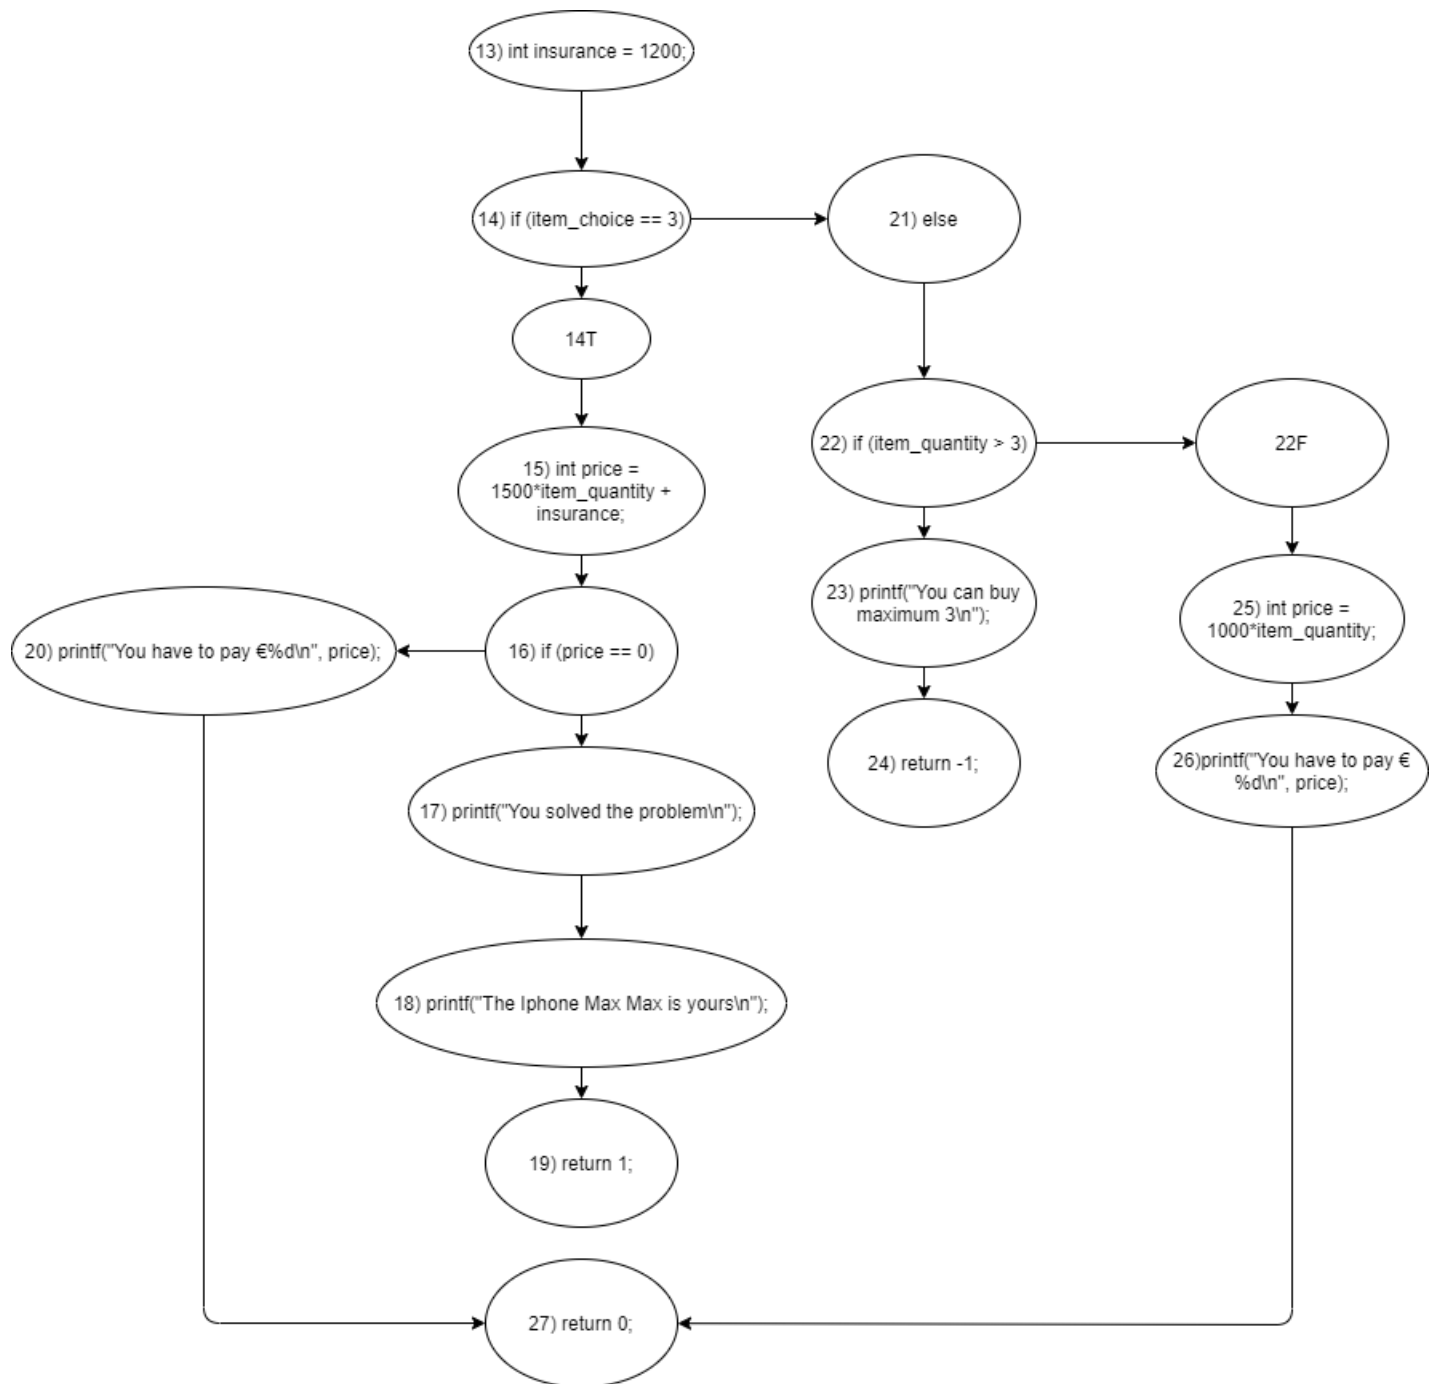 13) int insurance = 1200;
14) if (item_choice == 3)
21) else
14T
22) if (item_quantity > 3)
22F
15) int price =
1500*item_quantity +
insurance;
23) printf("You can buy
maximum 3\n");
25) int price =
1000*item_quantity;
20) printf("You have to pay €%d\n", price);
16) if (price == 0)
24) return -1;
26)printf("You have to pay €
%d\n", price);
17) printf("You solved the problem\n");
18) printf("The Iphone Max Max is yours\n");
19) return 1;
27) return 0;